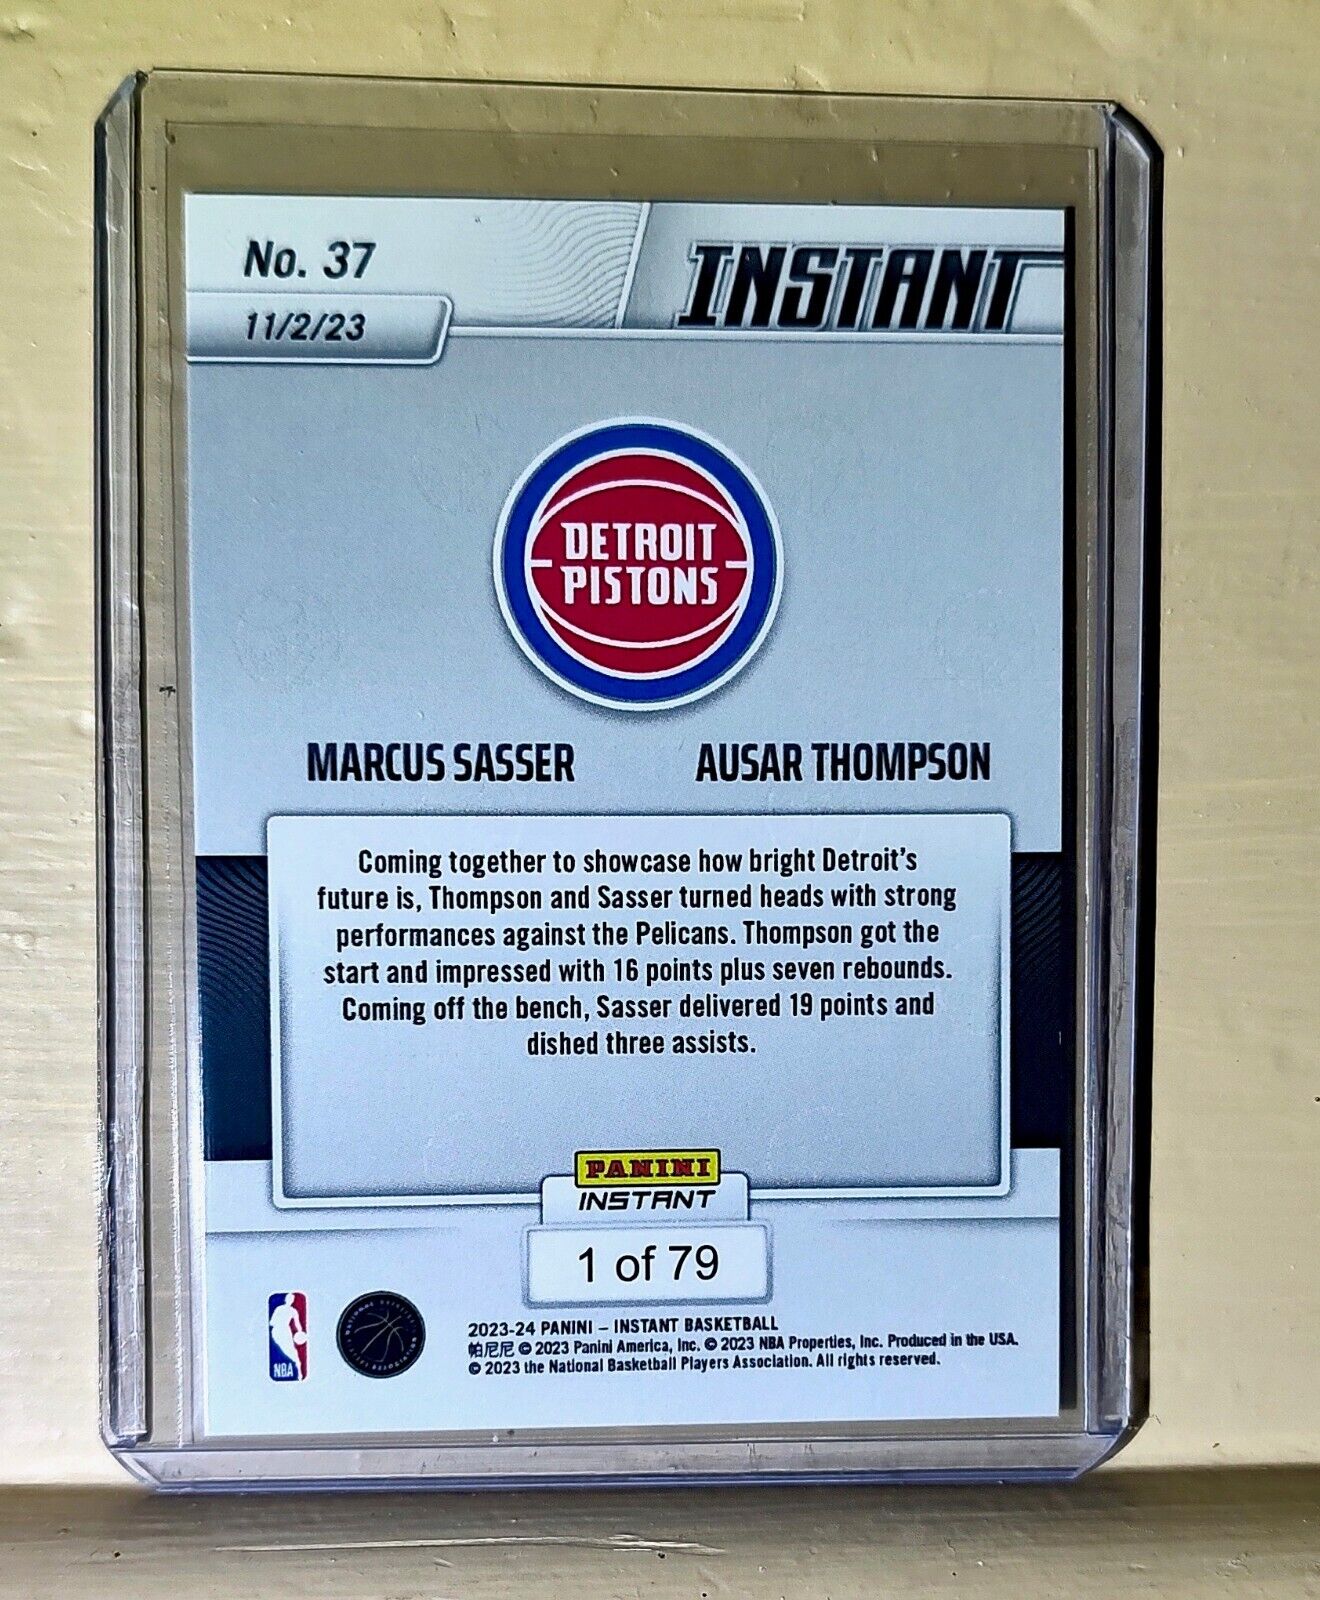 No. 37
INSTANT
11/2/23
DETROIT
PISTONS
MARCUS SASSER
AUSAR THOMPSON
Coming together to showcase how bright Detroit's
future is, Thompson and Sasser turned heads with strong
performances against the Pelicans. Thompson got the
start and impressed with 16 points plus seven rebounds.
Coming off the bench, Sasser delivered 19 points and
dished three assists.
PANINI
INSTANT
1 of 79
NBA
2023-24 PANINI – INSTANT BASKETBALL
帕尼尼 © 2023 Panini America, Inc. © 2023 NBA Properties, Inc. Produced in the USA.
© 2023 the National Basketball Players Association. All rights reserved.